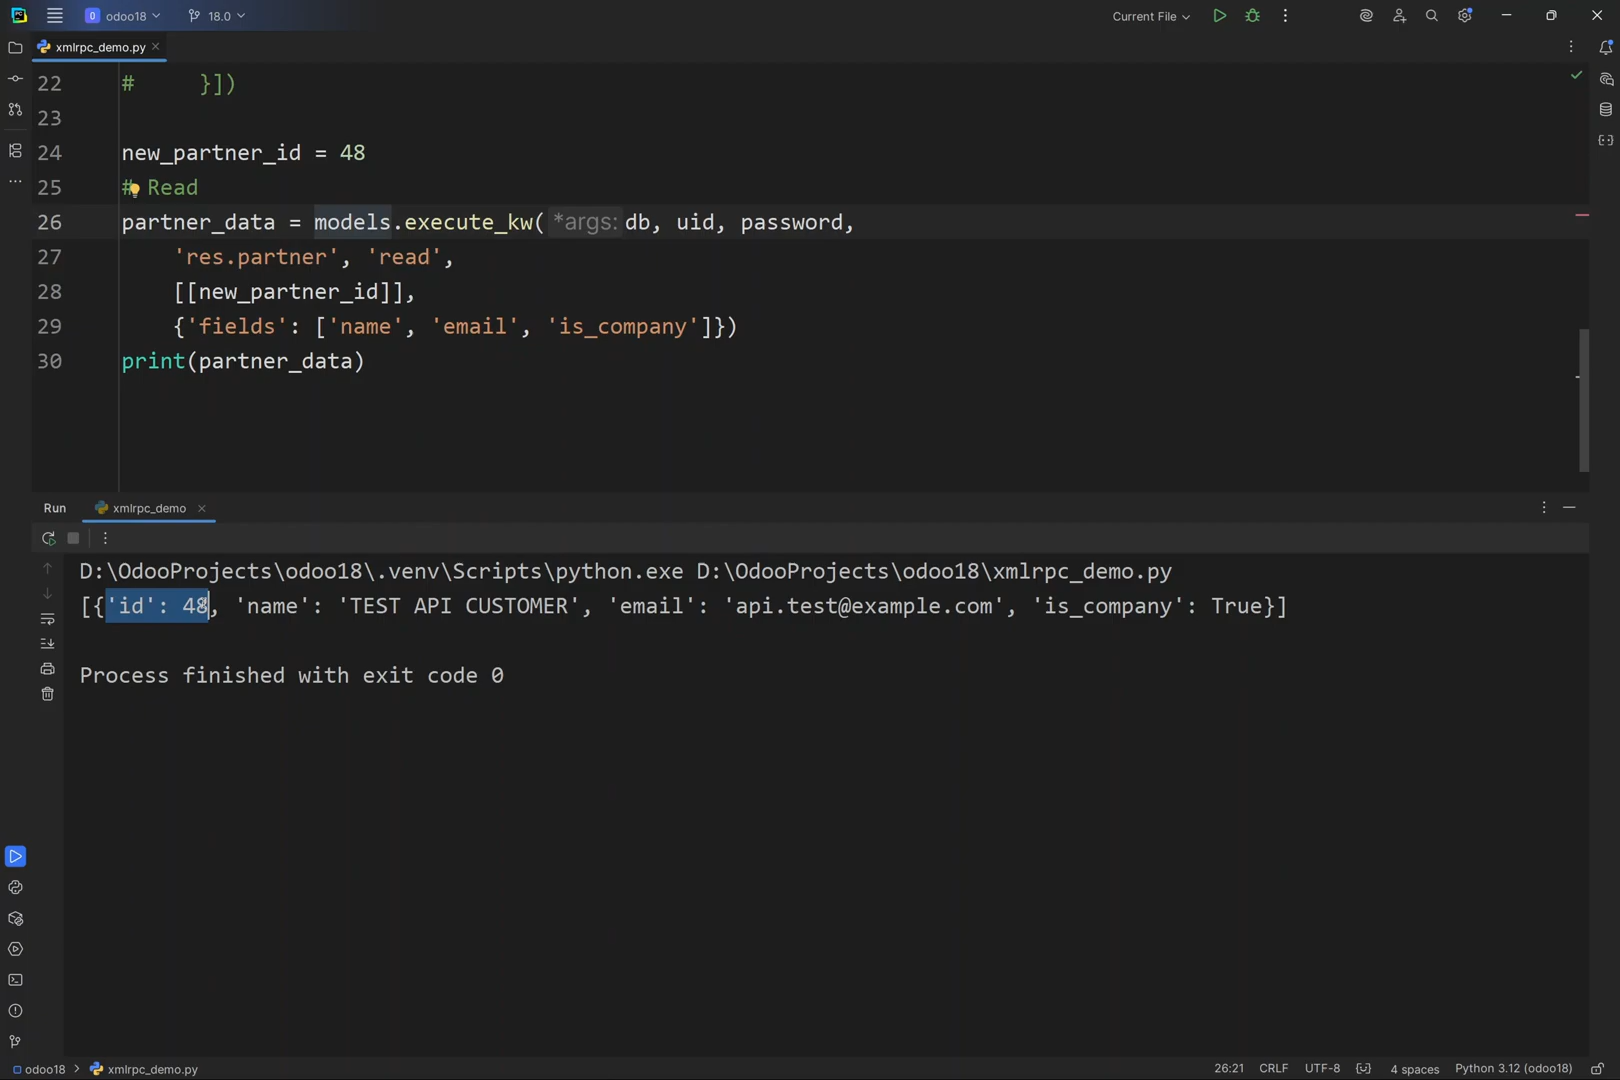 odoo18
18.0
Current File
xmlrpc_demo.py
22 #     }])
23
24 new_partner_id = 48
25 # Read
26 partner_data = models.execute_kw( *args: db, uid, password,
27     'res.partner', 'read',
28     [[new_partner_id]],
29     {'fields': ['name', 'email', 'is_company']})
30 print(partner_data)
Run xmlrpc_demo
D:\OdooProjects\odoo18\.venv\Scripts\python.exe D:\OdooProjects\odoo18\xmlrpc_demo.py
[{'id': 48, 'name': 'TEST API CUSTOMER', 'email': 'api.test@example.com', 'is_company': True}]
Process finished with exit code 0
odoo18 > xmlrpc_demo.py
26:21 CRLF UTF-8 4 spaces Python 3.12 (odoo18)